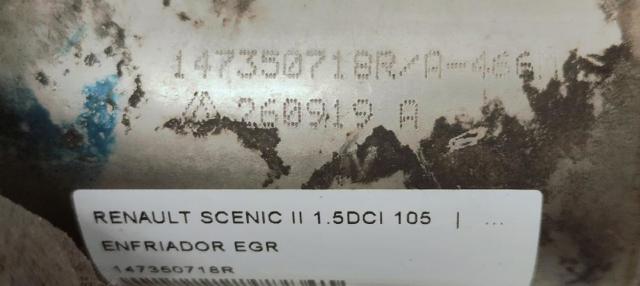 147350718R/A-466
260919 A
RENAULT SCENIC II 1.5DCI 105 | ...
ENFRIADOR EGR
147350718R